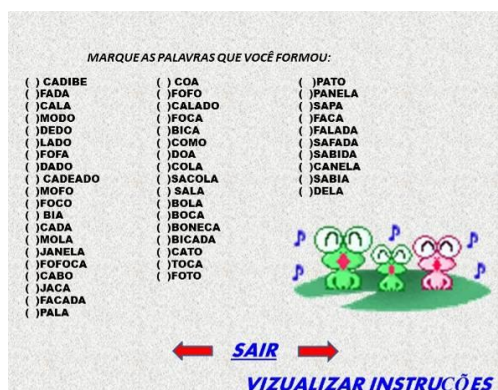 MARQUE AS PALAVRAS QUE VOCÊ FORMOU:
( ) CADIBE
( )FADA
( )CALA
( )MODO
( )DEDO
( )LADO
( )FOFA
( )DADO
( ) CADEADO
( )MOFO
( )FOCO
( ) BIA
( )CADA
( )MOLA
( )JANELA
( )FOFOCA
( )CABO
( )JACA
( )FACADA
( )PALA
( ) COA
( )FOFO
( )CALADO
( )FOCA
( )BICA
( )COMO
( )DOA
( )COLA
( )SACOLA
( ) SALA
( )BOLA
( )BOCA
( )BONECA
( )BICADA
( )CATO
( )TOCA
( )FOTO
( )PATO
( )PANELA
( )SAPA
( )FACA
( )FALADA
( )SAFADA
( )SABIDA
( )CANELA
( )SABIA
( )DELA
SAIR
VIZUALIZAR INSTRUÇÕES